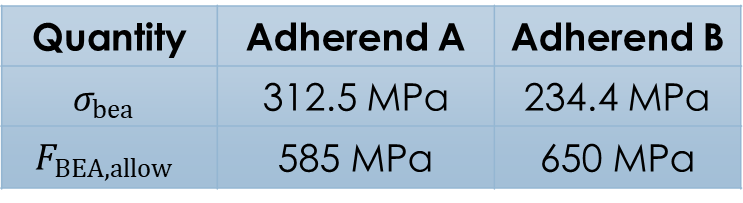 Quantity Adherend A Adherend B
σbea 312.5 MPa 234.4 MPa
FBEA,allow 585 MPa 650 MPa